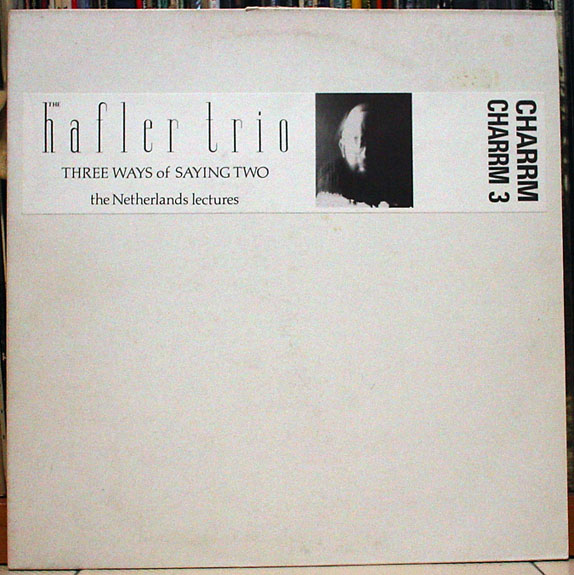 THE
hafler trio
THREE WAYS of SAYING TWO
the Netherlands lectures
CHARRM
CHARRM 3